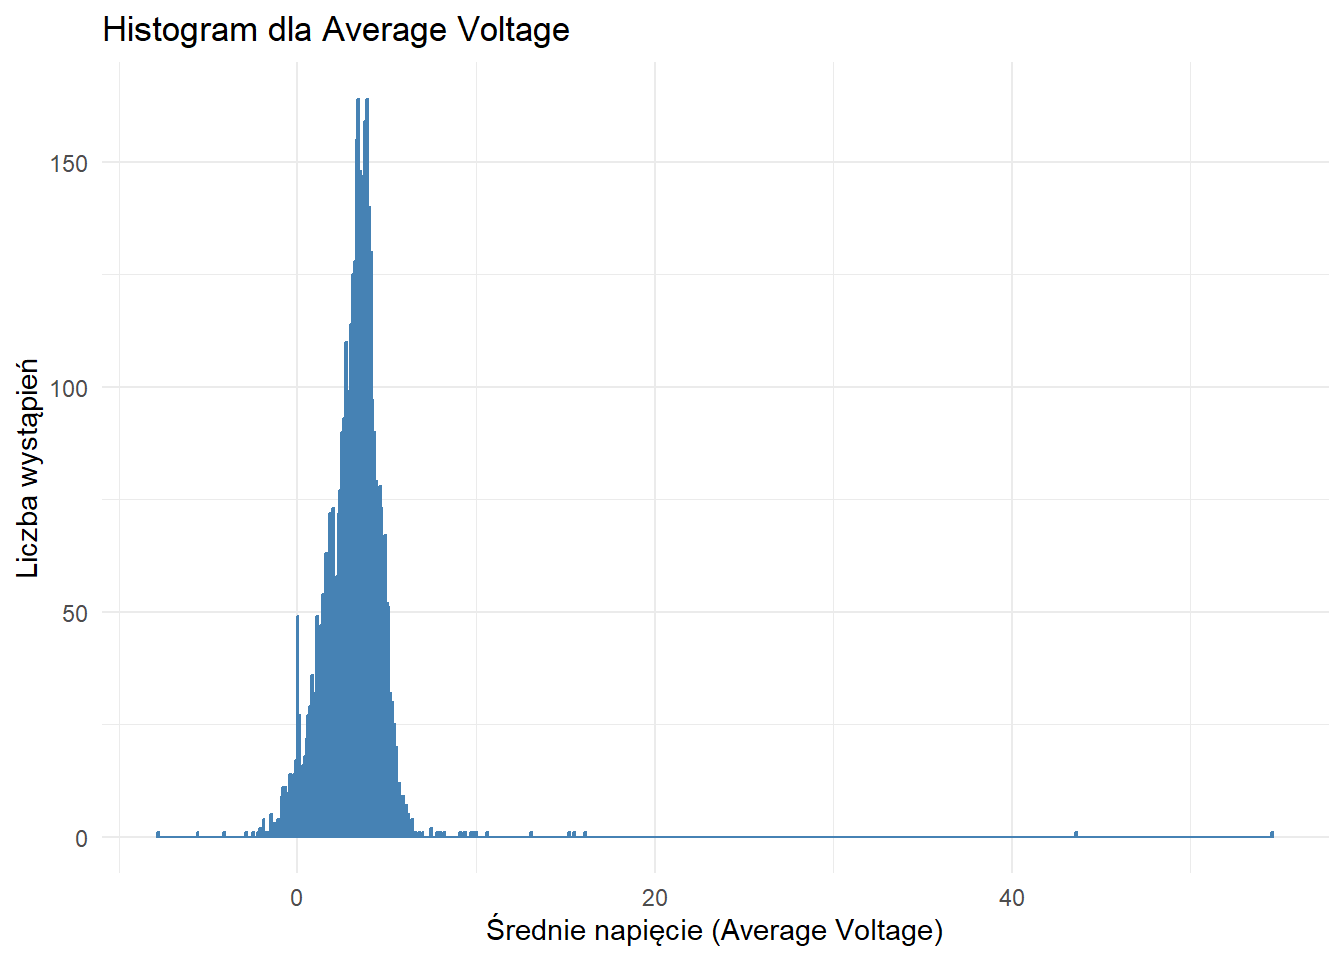 Histogram dla Average Voltage
150
100
50
0
Liczba wystąpień
0 20 40
Średnie napięcie (Average Voltage)